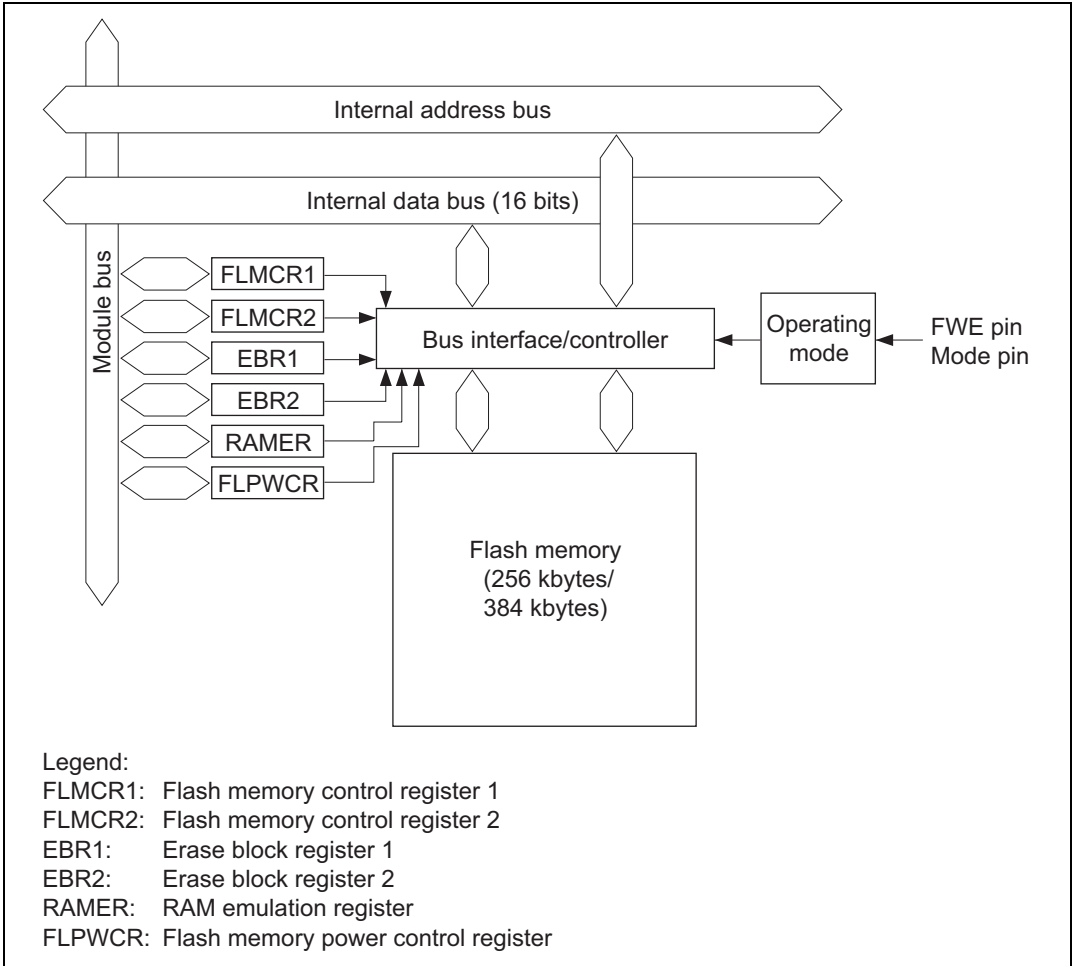 Internal address bus
Internal data bus (16 bits)
Module bus
FLMCR1
FLMCR2
EBR1
EBR2
RAMER
FLPWCR
Bus interface/controller
Operating
mode
FWE pin
Mode pin
Flash memory
(256 kbytes/
384 kbytes)
Legend:
FLMCR1: Flash memory control register 1
FLMCR2: Flash memory control register 2
EBR1: Erase block register 1
EBR2: Erase block register 2
RAMER: RAM emulation register
FLPWCR: Flash memory power control register